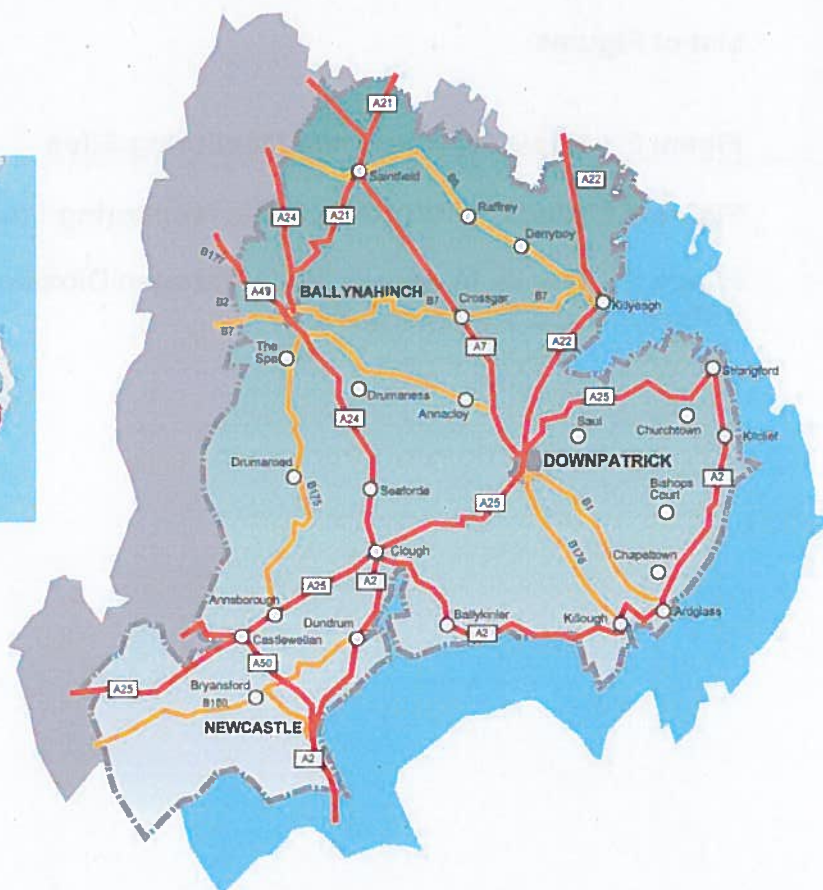 A21
Saintfield
A22
A24
A21
Raffrey
Derryboy
B177
A49
BALLYNAHINCH
B2
B7
B7
Crossgar
B7
Killyleagh
The
Spa
A7
A22
Strangford
Drumaness
Annacloy
A25
A24
Saul
Churchtown
Kilclief
DOWNPATRICK
Drumaroad
B175
Seaforde
A25
Bishops
Court
A2
B1
B176
Clough
Chapeltown
A25
A2
Annsborough
Dundrum
Ballykinler
A2
Killough
Ardglass
Castlewellan
A50
A25
Bryansford
B180
NEWCASTLE
A2